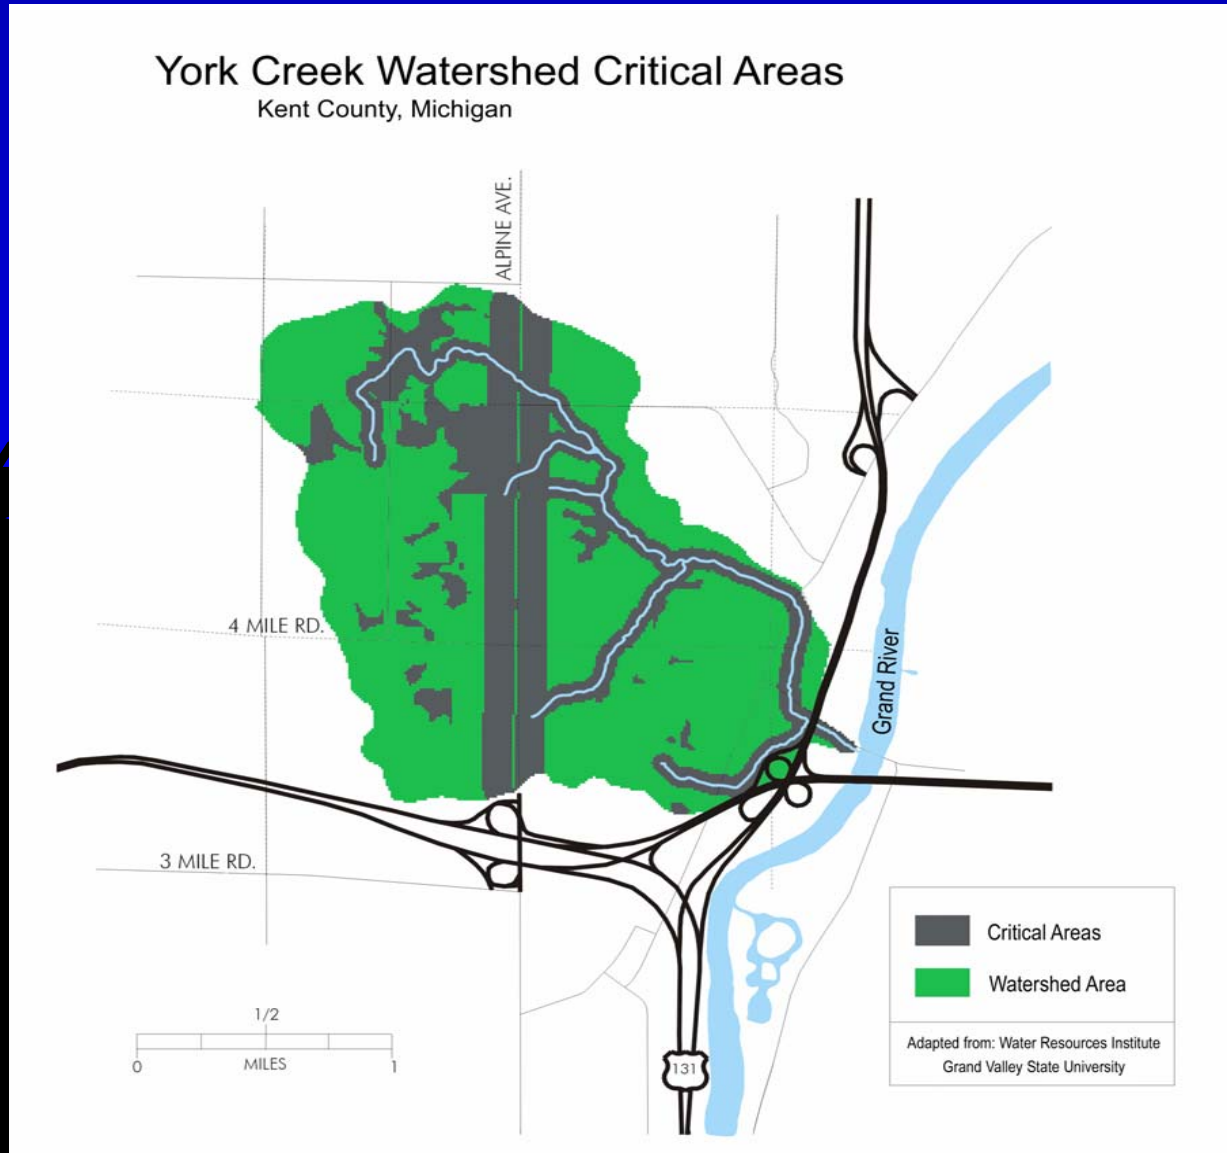 York Creek Watershed Critical Areas
Kent County, Michigan
ALPINE AVE.
4 MILE RD.
Grand River
3 MILE RD.
Critical Areas
Watershed Area
Adapted from: Water Resources Institute
Grand Valley State University
1/2
0
MILES
1
131